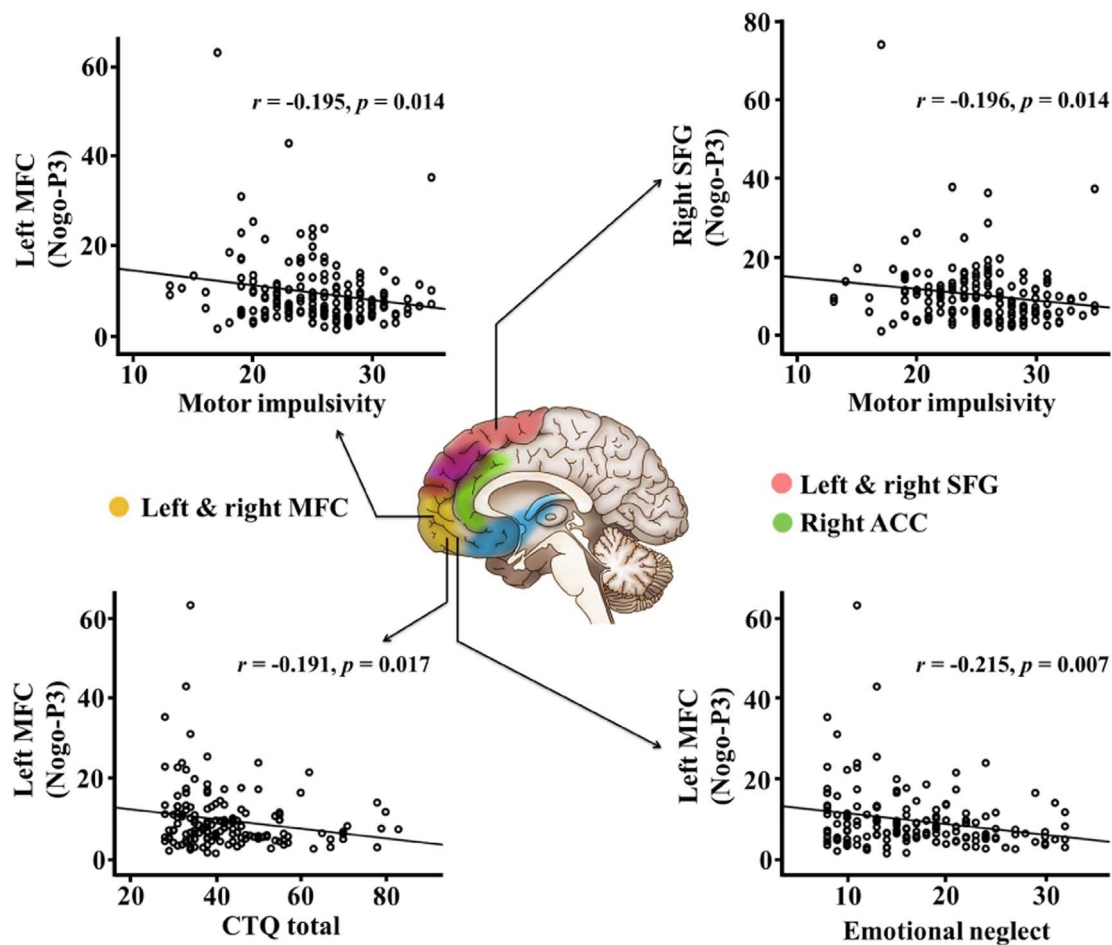 60
40
20
0
10
20
30
Left MFC
(Nogo-P3)
r = -0.195, p = 0.014
Motor impulsivity
80
60
40
20
0
10
20
30
Right SFG
(Nogo-P3)
r = -0.196, p = 0.014
Motor impulsivity
Left & right MFC
Left & right SFG
Right ACC
60
40
20
0
20
40
60
80
Left MFC
(Nogo-P3)
r = -0.191, p = 0.017
CTQ total
60
40
20
0
10
20
30
Left MFC
(Nogo-P3)
r = -0.215, p = 0.007
Emotional neglect